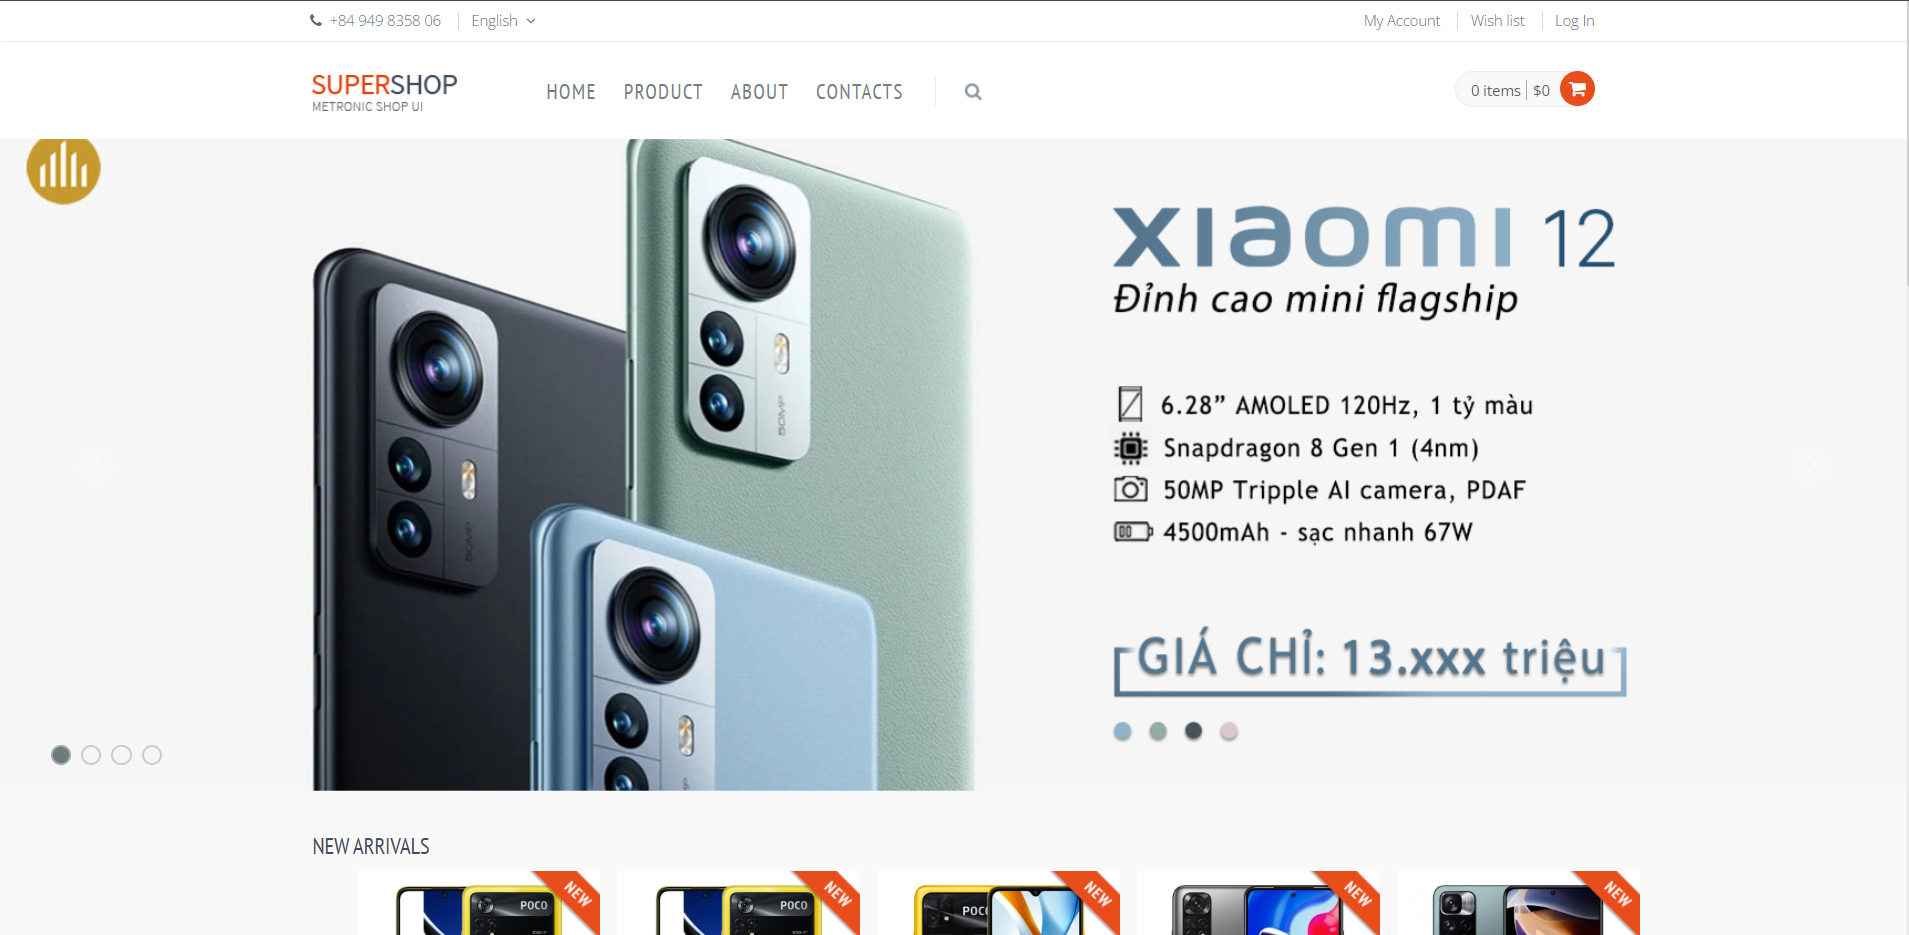 +84 949 8358 06
English
My Account
Wish list
Log In
SUPERSHOP
METRONIC SHOP UI
HOME
PRODUCT
ABOUT
CONTACTS
0 items
$0
xiaomi 12
Đỉnh cao mini flagship
6.28” AMOLED 120Hz, 1 tỷ màu
Snapdragon 8 Gen 1 (4nm)
50MP Tripple AI camera, PDAF
4500mAh - sạc nhanh 67W
GIÁ CHỈ: 13.xxx triệu
50MP
50MP
NEW ARRIVALS
NEW
NEW
NEW
NEW
NEW
POCO
POCO